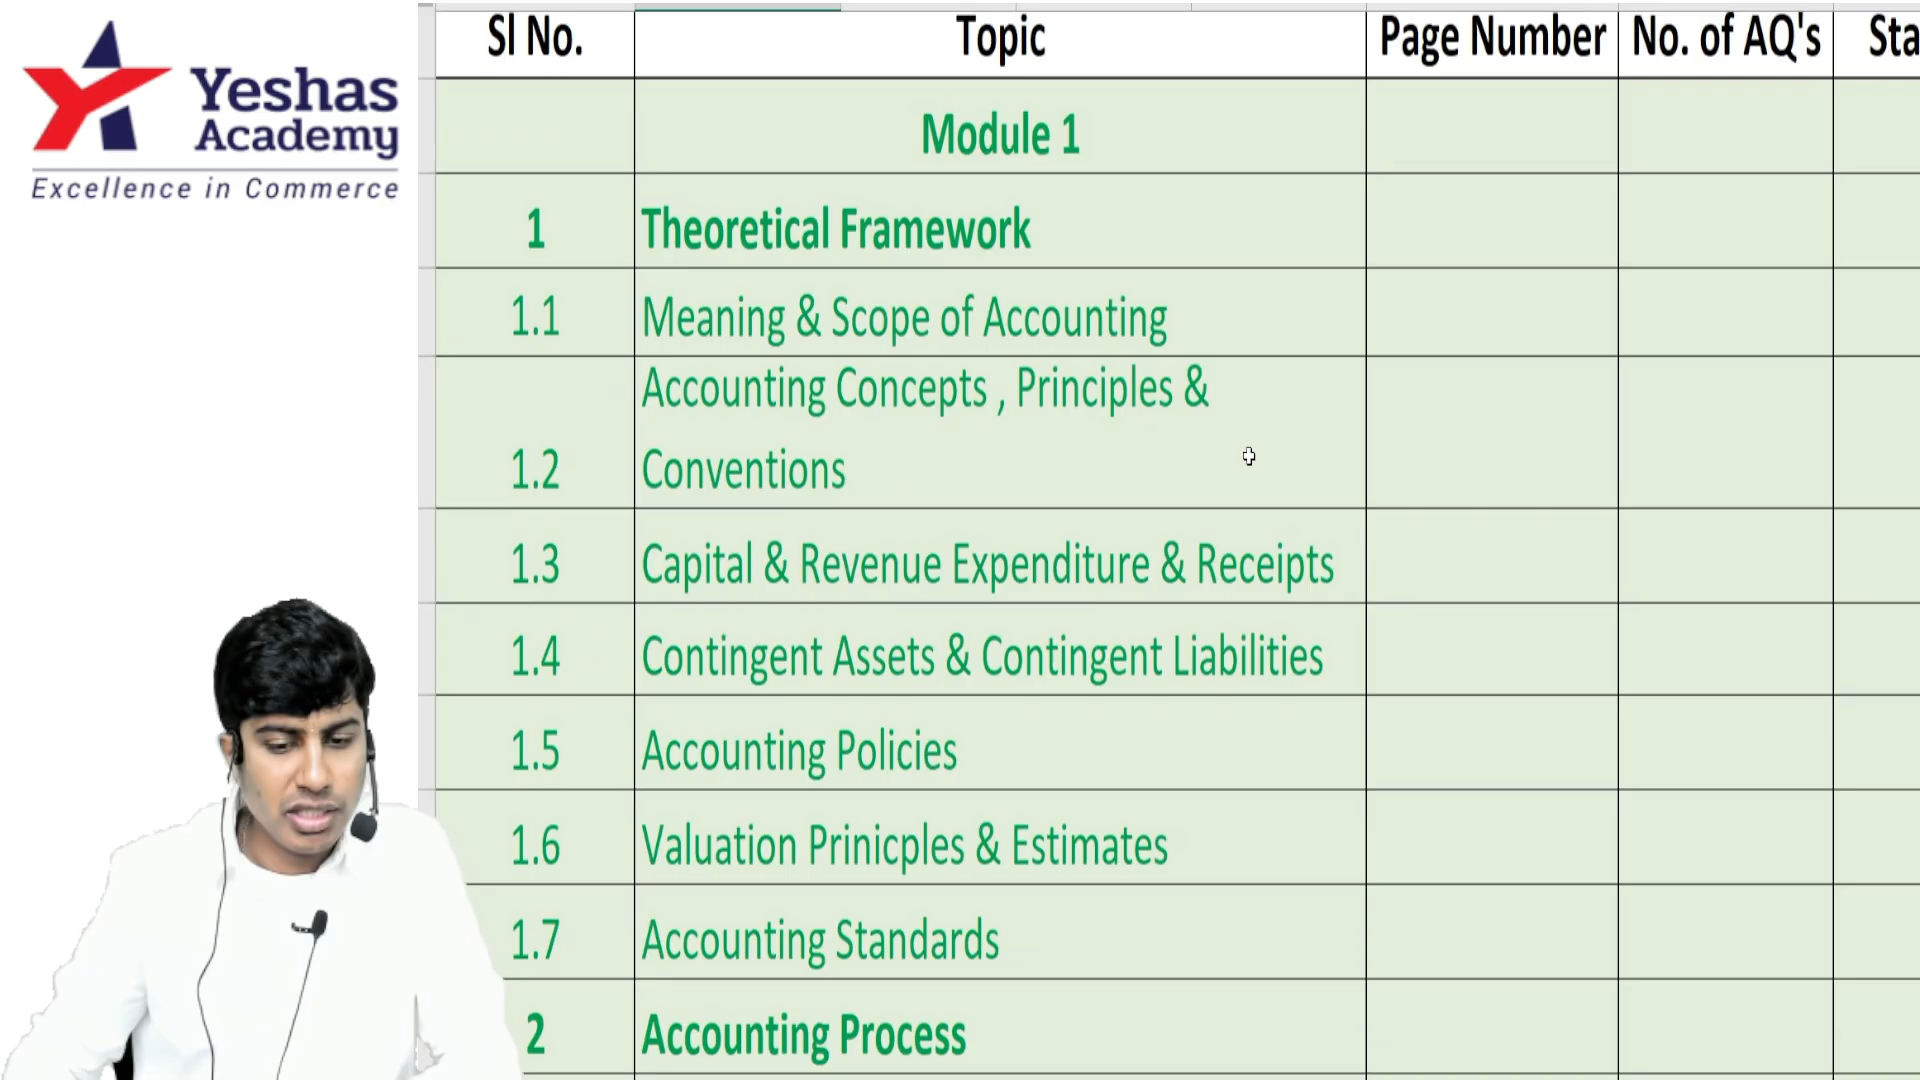 Yeshas
Academy
Excellence in Commerce
Sl No. Topic Page Number No. of AQ's Sta
Module 1
1 Theoretical Framework
1.1 Meaning & Scope of Accounting
Accounting Concepts , Principles &
1.2 Conventions
1.3 Capital & Revenue Expenditure & Receipts
1.4 Contingent Assets & Contingent Liabilities
1.5 Accounting Policies
1.6 Valuation Prinicples & Estimates
1.7 Accounting Standards
2 Accounting Process